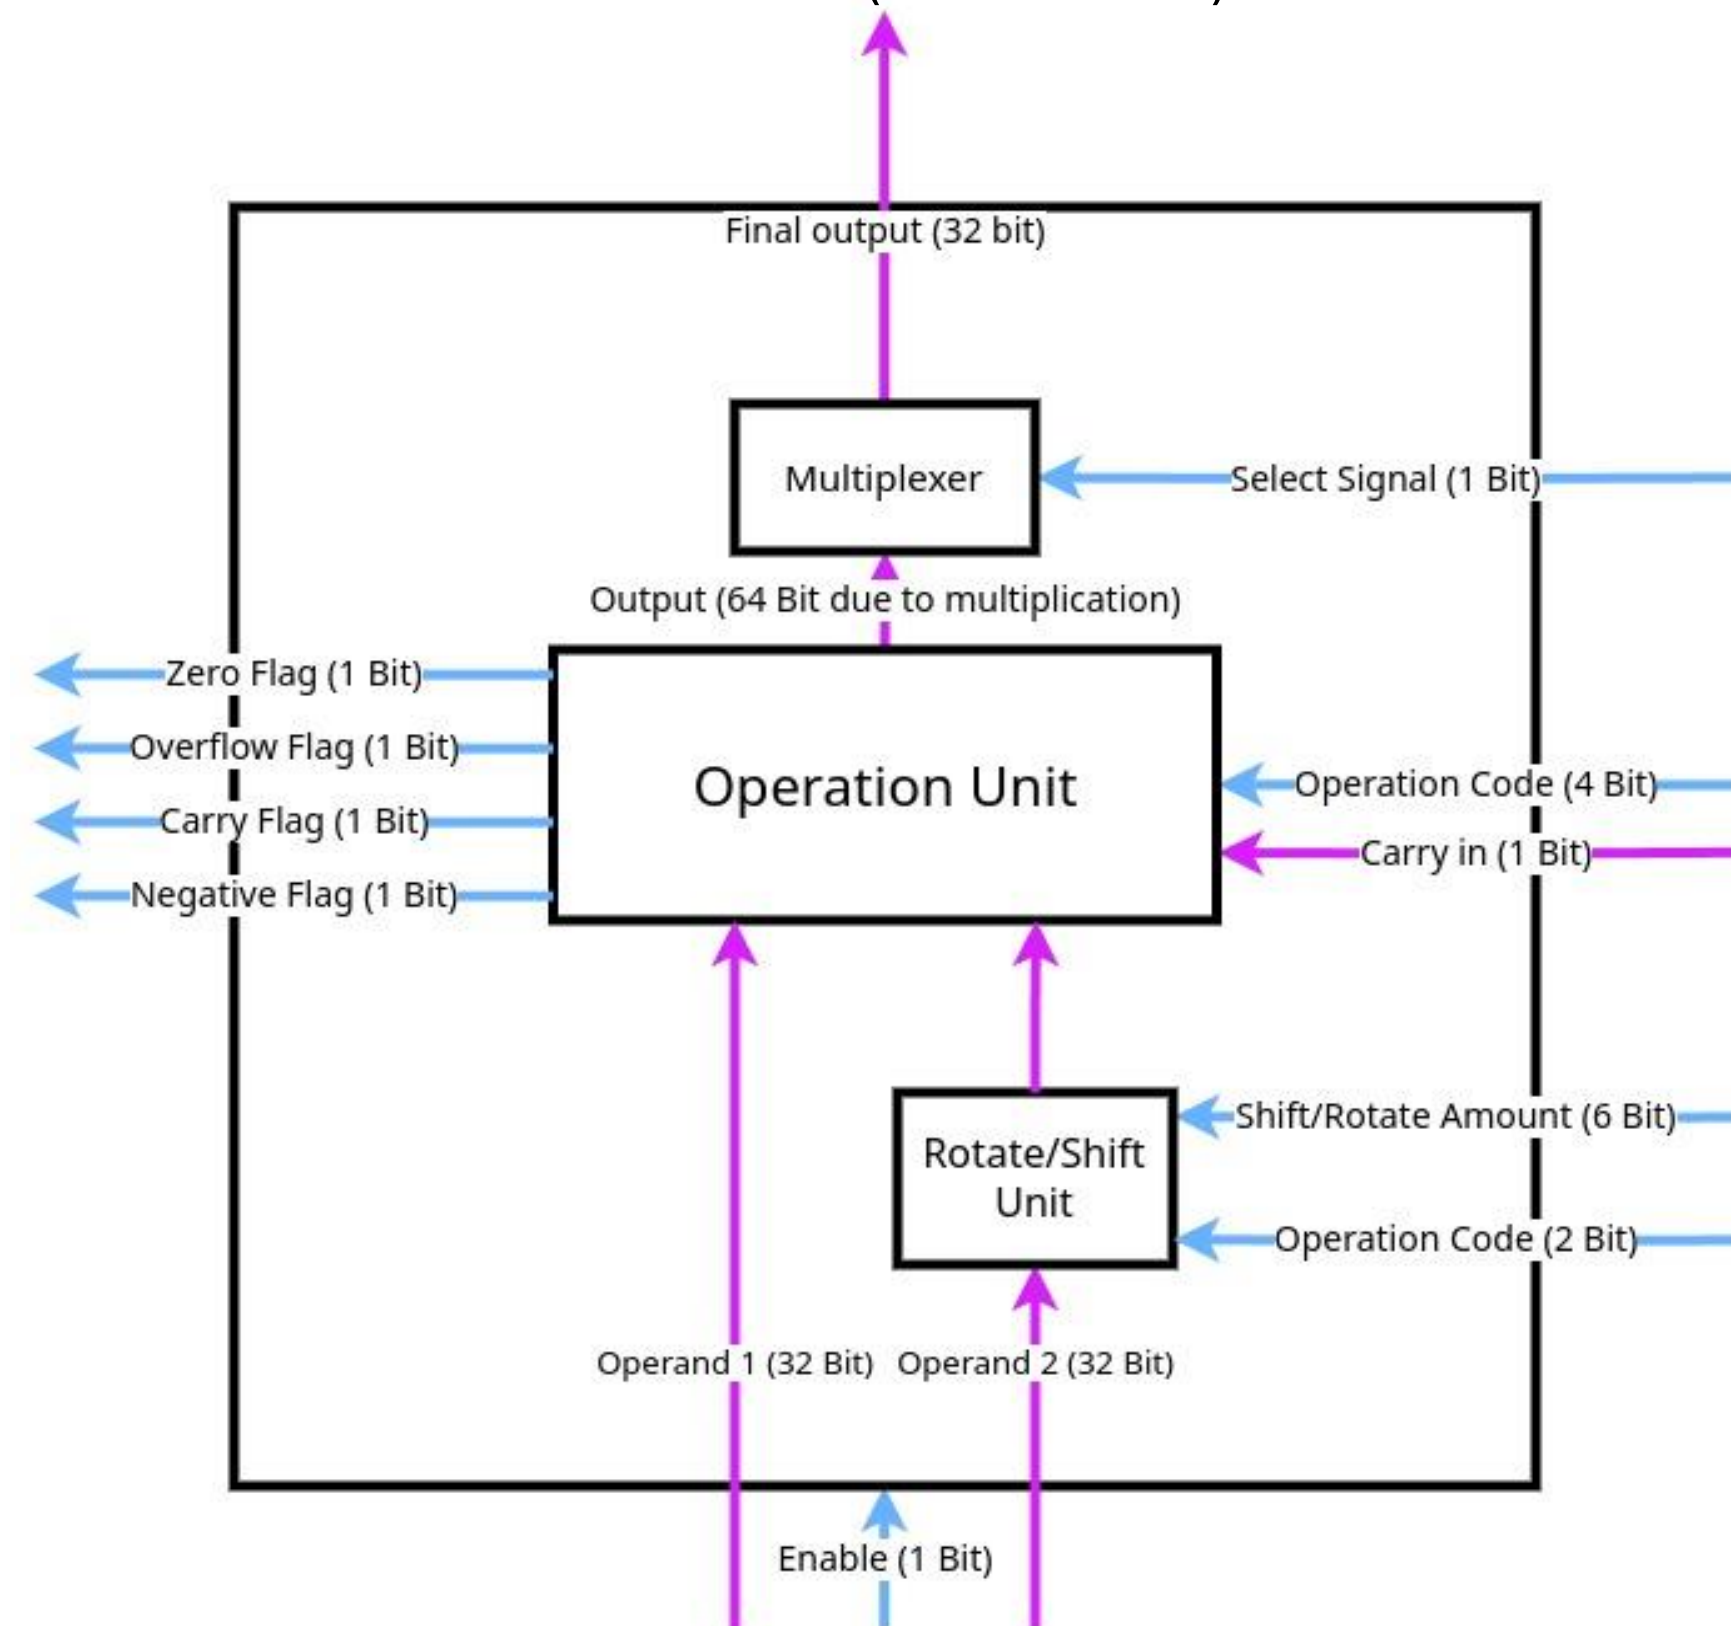 Final output (32 bit)
Multiplexer
Select Signal (1 Bit)
Output (64 Bit due to multiplication)
Zero Flag (1 Bit)
Overflow Flag (1 Bit)
Operation Unit
Operation Code (4 Bit)
Carry Flag (1 Bit)
Carry in (1 Bit)
Negative Flag (1 Bit)
Shift/Rotate Amount (6 Bit)
Rotate/Shift
Unit
Operation Code (2 Bit)
Operand 1 (32 Bit)
Operand 2 (32 Bit)
Enable (1 Bit)